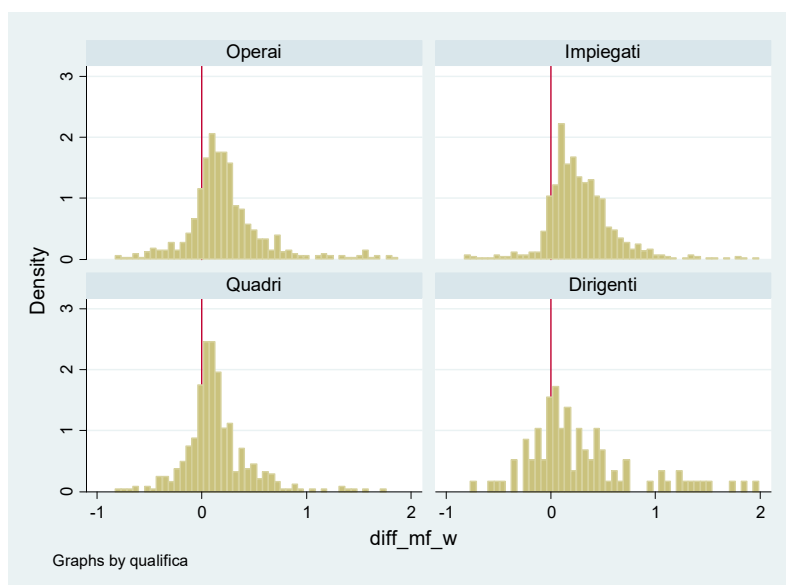 Operai
Impiegati
0 1 2 3
Quadri
Dirigenti
0 1 2 3
-1 0 1 2
-1 0 1 2
Density
diff_mf_w
Graphs by qualifica